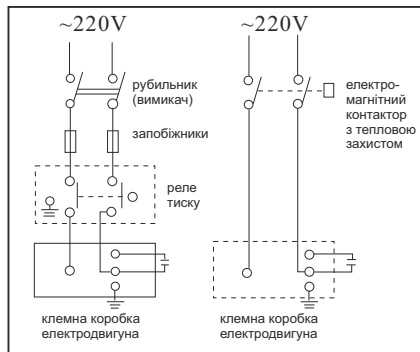 ~220V
рубильник
(вимикач)
запобіжники
реле
тиску
клемна коробка
електродвигуна
~220V
електро-
магнітний
контактор
з тепловою
захистом
клемна коробка
електродвигуна